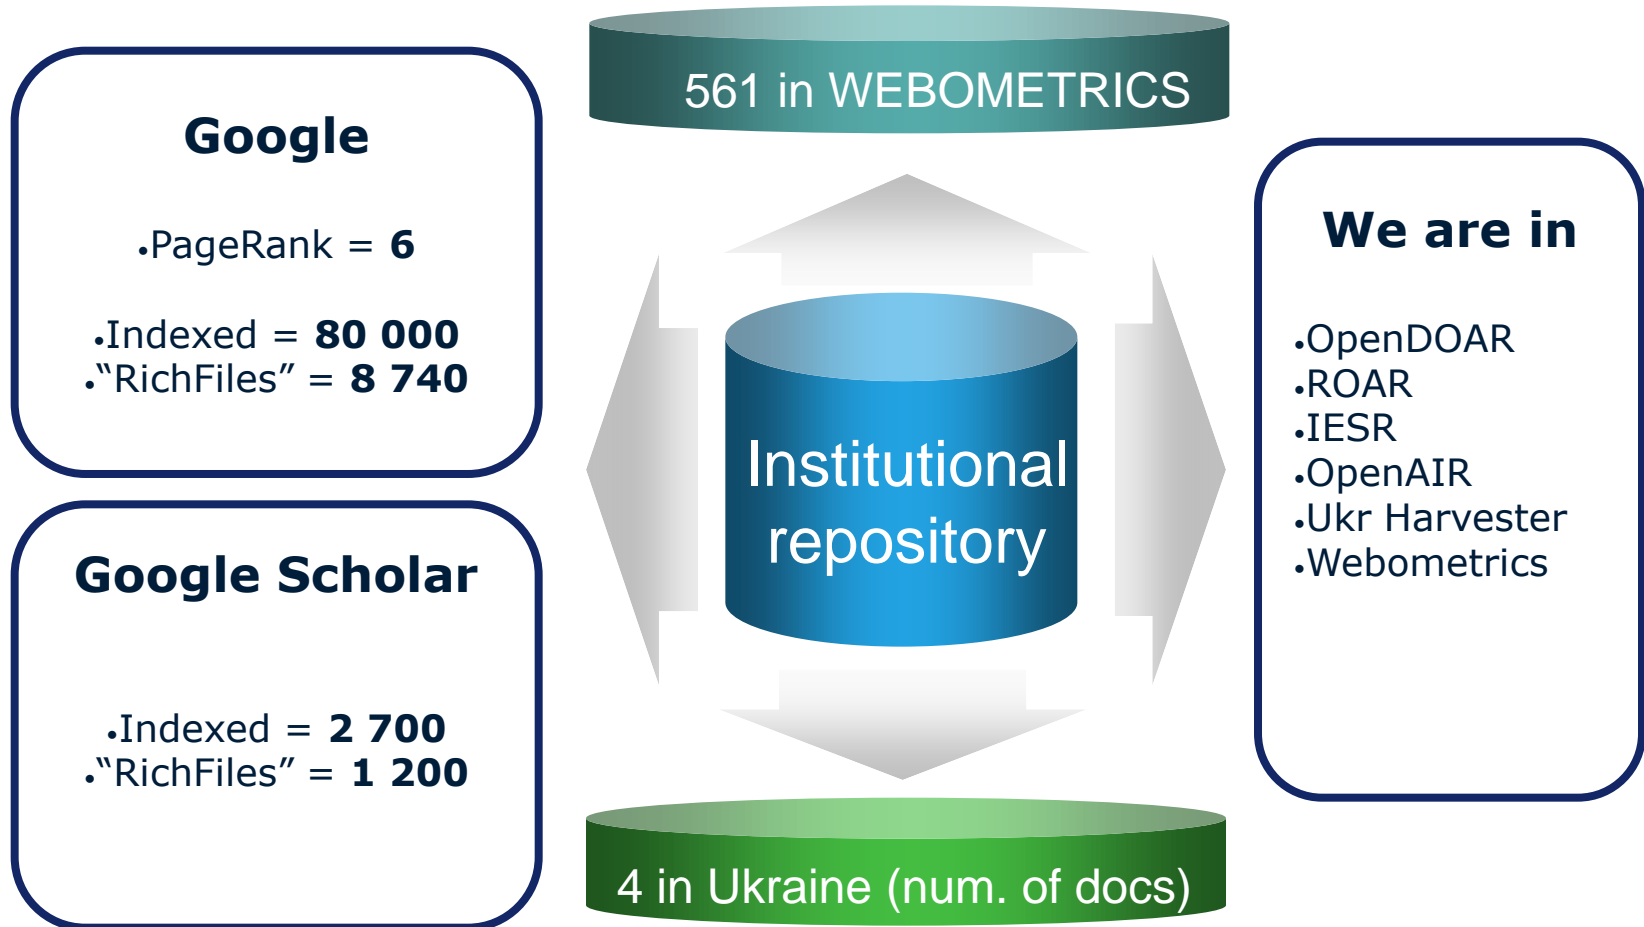 561 in WEBOMETRICS
Google
•PageRank = 6
•Indexed = 80 000
•“RichFiles” = 8 740
Google Scholar
•Indexed = 2 700
•“RichFiles” = 1 200
Institutional
repository
We are in
•OpenDOAR
•ROAR
•IESR
•OpenAIR
•Ukr Harvester
•Webometrics
4 in Ukraine (num. of docs)